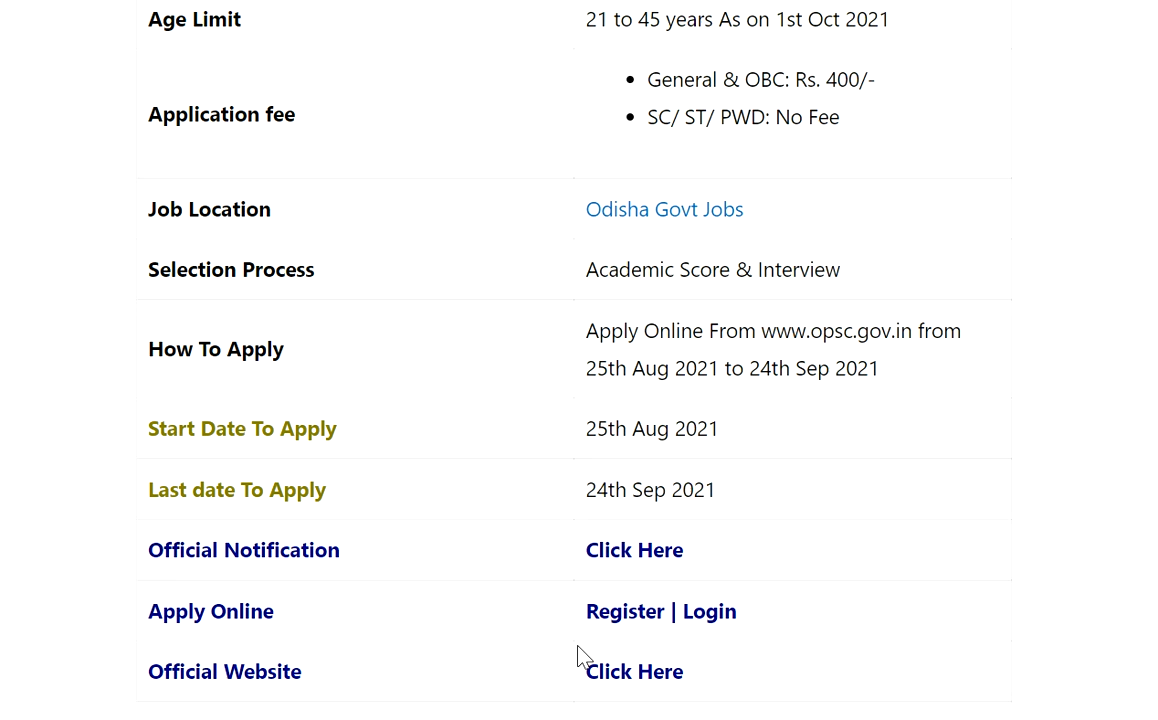 Age Limit 21 to 45 years As on 1st Oct 2021
• General & OBC: Rs. 400/-
Application fee
• SC/ ST/ PWD: No Fee
Job Location Odisha Govt Jobs
Selection Process Academic Score & Interview
How To Apply
Apply Online From www.opsc.gov.in from
25th Aug 2021 to 24th Sep 2021
Start Date To Apply 25th Aug 2021
Last date To Apply 24th Sep 2021
Official Notification Click Here
Apply Online Register | Login
Official Website Click Here